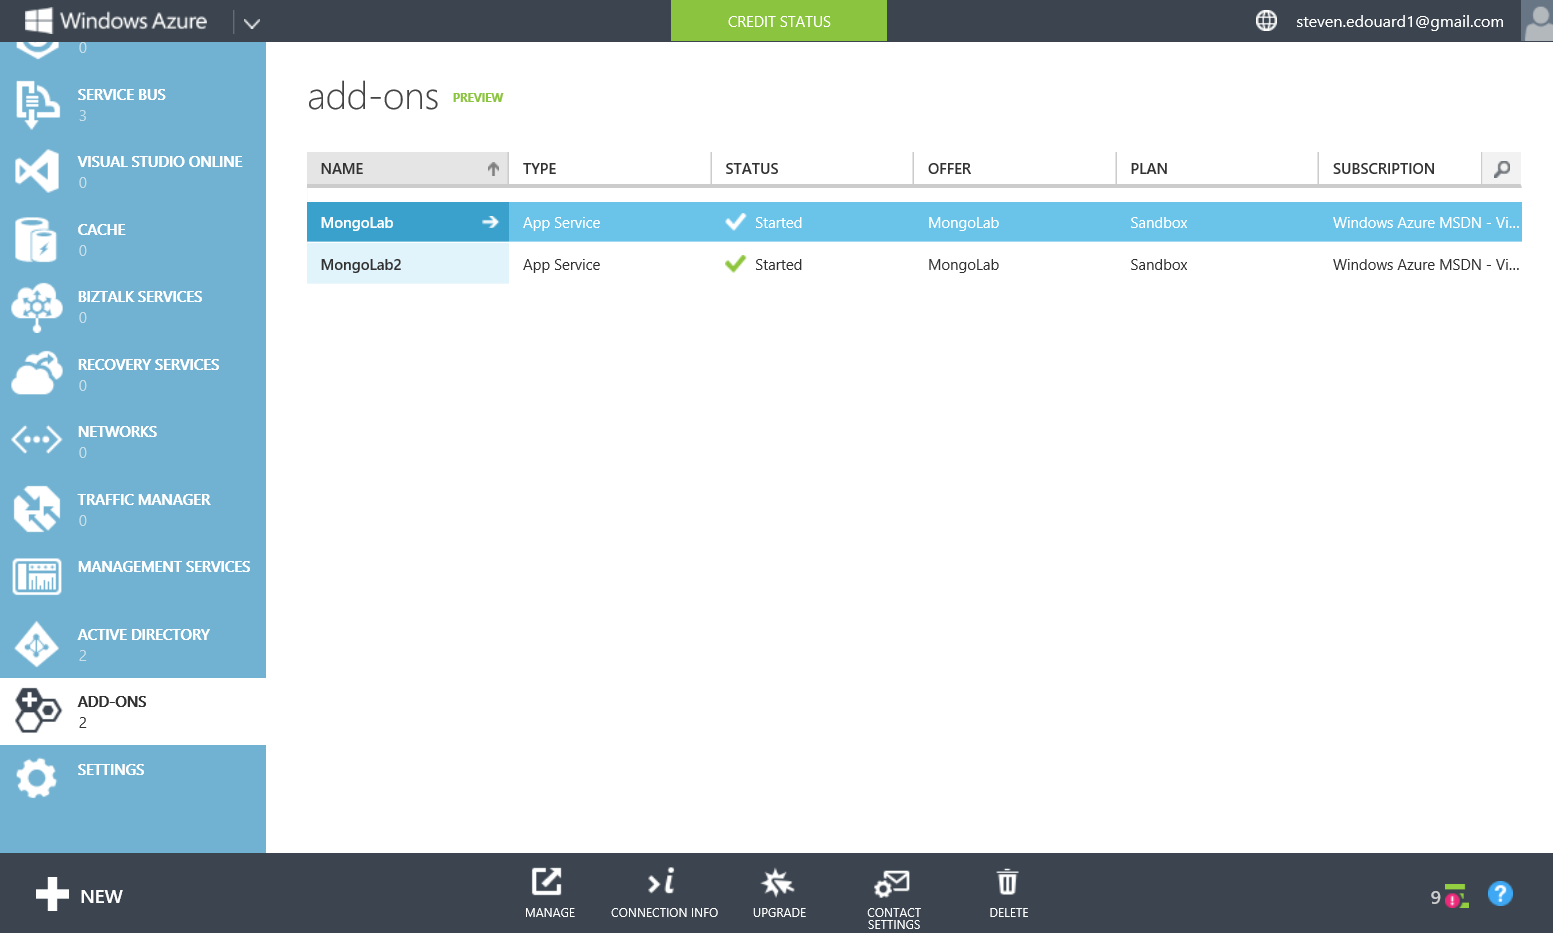 Windows Azure
CREDIT STATUS
steven.edouard1@gmail.com
0
SERVICE BUS
3
VISUAL STUDIO ONLINE
0
CACHE
0
BIZTALK SERVICES
0
RECOVERY SERVICES
0
NETWORKS
0
TRAFFIC MANAGER
0
MANAGEMENT SERVICES
ACTIVE DIRECTORY
2
ADD-ONS
2
SETTINGS
add-ons PREVIEW
NAME TYPE STATUS OFFER PLAN SUBSCRIPTION
MongoLab App Service Started MongoLab Sandbox Windows Azure MSDN - Vi...
MongoLab2 App Service Started MongoLab Sandbox Windows Azure MSDN - Vi...
NEW
MANAGE
CONNECTION INFO
UPGRADE
CONTACT
SETTINGS
DELETE
9